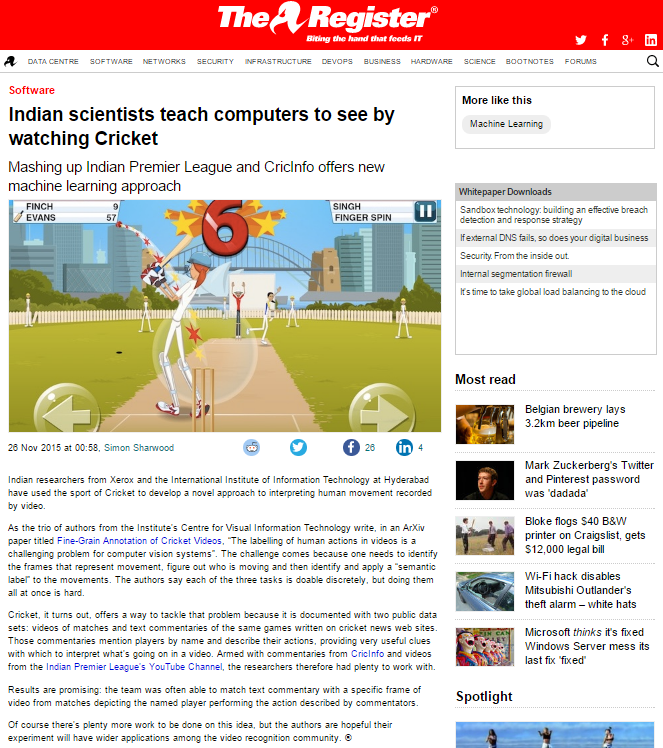 The Register®
Biting the hand that feeds IT
DATA CENTRE SOFTWARE NETWORKS SECURITY INFRASTRUCTURE DEVOPS BUSINESS HARDWARE SCIENCE BOOTNOTES FORUMS
Software
Indian scientists teach computers to see by
watching Cricket
Mashing up Indian Premier League and CricInfo offers new
machine learning approach
FINCH 9
EVANS 57
6
SINGH
FINGER SPIN
26 Nov 2015 at 00:58, Simon Sharwood
26
4
Indian researchers from Xerox and the International Institute of Information Technology at Hyderabad
have used the sport of Cricket to develop a novel approach to interpreting human movement recorded
by video.
As the trio of authors from the Institute's Centre for Visual Information Technology write, in an ArXiv
paper titled Fine-Grain Annotation of Cricket Videos, "The labelling of human actions in videos is a
challenging problem for computer vision systems". The challenge comes because one needs to identify
the frames that represent movement, figure out who is moving and then identify and apply a "semantic
label" to the movements. The authors say each of the three tasks is doable discretely, but doing them
all at once is hard.
Cricket, it turns out, offers a way to tackle that problem because it is documented with two public data
sets: videos of matches and text commentaries of the same games written on cricket news web sites.
Those commentaries mention players by name and describe their actions, providing very useful clues
with which to interpret what's going on in a video. Armed with commentaries from CricInfo and videos
from the Indian Premier League's YouTube Channel, the researchers therefore had plenty to work with.
Results are promising: the team was often able to match text commentary with a specific frame of
video from matches depicting the named player performing the action described by commentators.
Of course there's plenty more work to be done on this idea, but the authors are hopeful their
experiment will have wider applications among the video recognition community. ®
More like this
Machine Learning
Whitepaper Downloads
Sandbox technology: building an effective breach
detection and response strategy
If external DNS fails, so does your digital business
Security. From the inside out.
Internal segmentation firewall
It's time to take global load balancing to the cloud
Most read
Belgian brewery lays
3.2km beer pipeline
Mark Zuckerberg's Twitter
and Pinterest password
was 'dadada'
Bloke flogs $40 B&W
printer on Craigslist, gets
$12,000 legal bill
Wi-Fi hack disables
Mitsubishi Outlander's
theft alarm – white hats
Microsoft thinks it's fixed
Windows Server mess its
last fix 'fixed'
Spotlight